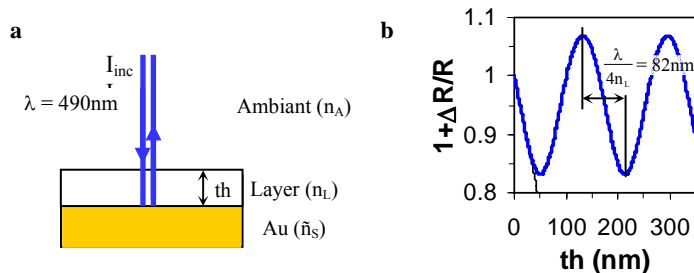 a
I_inc
λ = 490nm
Ambiant (n_A)
th
Layer (n_L)
Au (ñ_S)
b
1+ΔR/R
1.1
1
0.9
0.8
λ/4n_L = 82nm
0 100 200 300
th (nm)